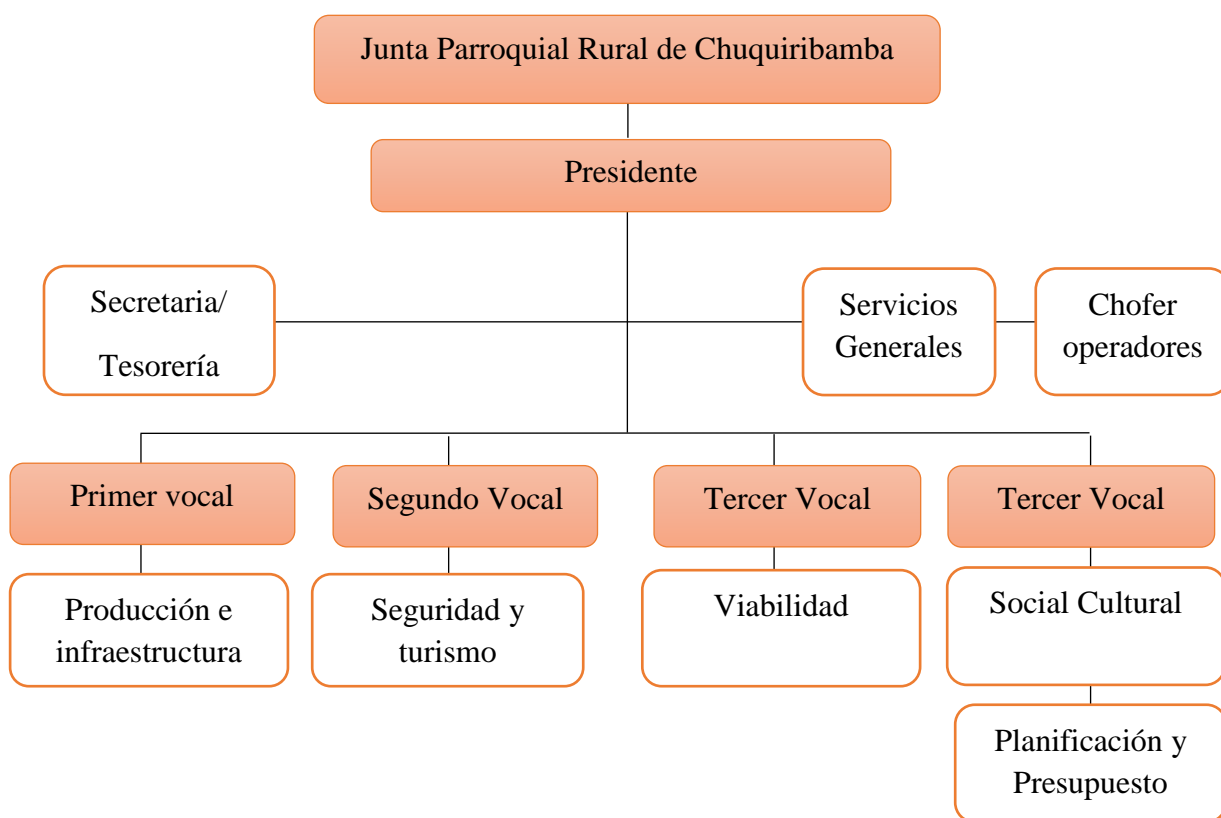 Junta Parroquial Rural de Chuquiribamba
Presidente
Secretaria/
Tesorería
Servicios
Generales
Chofer
operadores
Primer vocal
Segundo Vocal
Tercer Vocal
Tercer Vocal
Producción e
infraestructura
Seguridad y
turismo
Viabilidad
Social Cultural
Planificación y
Presupuesto